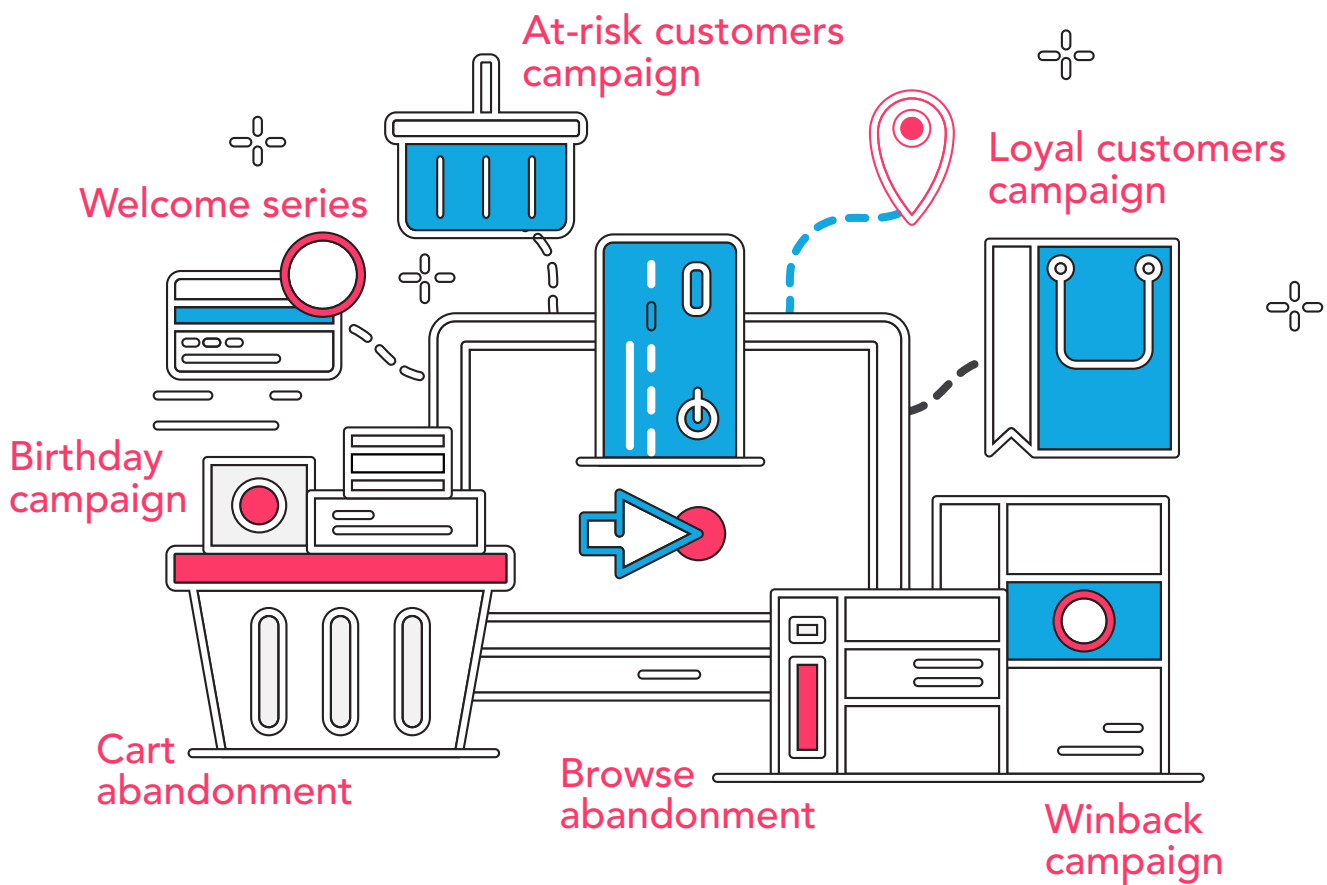 At-risk customers
campaign
Loyal customers
campaign
Welcome series
Birthday
campaign
Cart
abandonment
Browse
abandonment
Winback
campaign